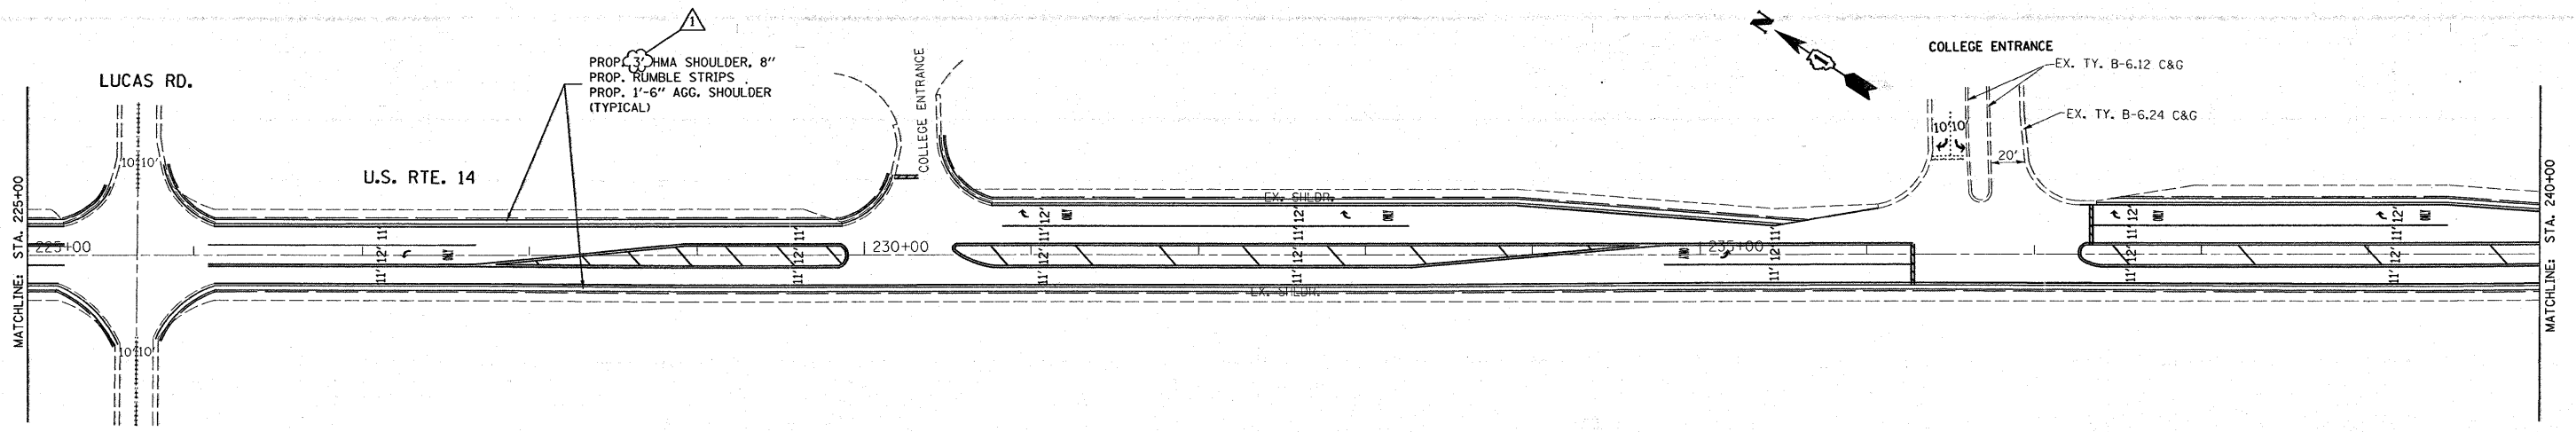 1
PROP. 3' HMA SHOULDER, 8"
PROP. RUMBLE STRIPS
PROP. 1'-6" AGG. SHOULDER
(TYPICAL)
LUCAS RD.
U.S. RTE. 14
COLLEGE ENTRANCE
N
COLLEGE ENTRANCE
EX. TY. B-6.12 C&G
EX. TY. B-6.24 C&G
10' 10'
20'
10' 10'
10' 10'
MATCHLINE: STA. 225+00
225+00
11' 12' 11'
ONLY
11' 12' 11'
230+00
EX. SHLDR.
11' 12' 11' 12'
ONLY
11' 12' 11' 12'
ONLY
EX. SHLDR.
235+00
ONLY
11' 12' 11'
11' 12' 11' 12'
ONLY
11' 12' 11' 12'
ONLY
MATCHLINE: STA. 240+00